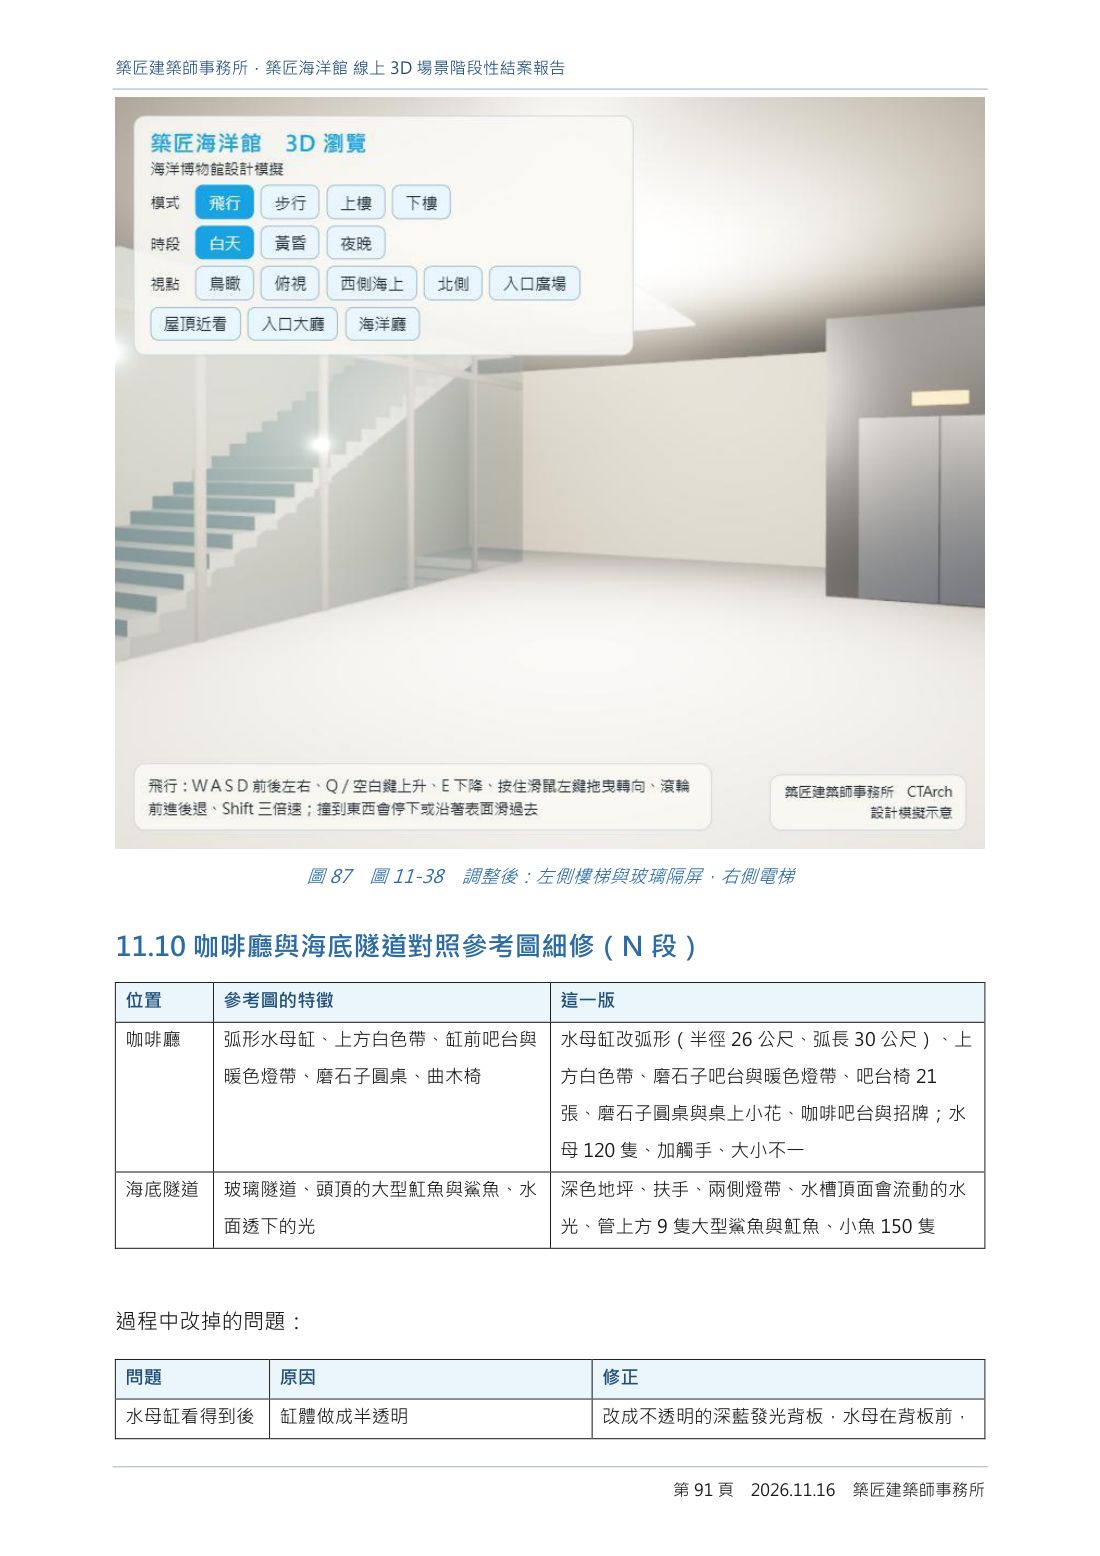 築匠建築師事務所．築匠海洋館 線上 3D 場景階段性結案報告
築匠海洋館　3D 瀏覽
海洋博物館設計模擬
模式 飛行 步行 上樓 下樓
時段 白天 黃昏 夜晚
視點 鳥瞰 俯視 西側海上 北側 入口廣場
屋頂近看 入口大廳 海洋廳
飛行：W A S D 前後左右、Q / 空白鍵上升、E 下降、按住滑鼠左鍵拖曳轉向、滾輪
前進後退、Shift 三倍速；撞到東西會停下或沿著表面滑過去
築匠建築師事務所　CTArch
設計模擬示意
圖 87　圖 11-38　調整後：左側樓梯與玻璃隔屏，右側電梯
11.10 咖啡廳與海底隧道對照參考圖細修（N 段）
位置 參考圖的特徵 這一版
咖啡廳 弧形水母缸、上方白色帶、缸前吧台與 水母缸改弧形（半徑 26 公尺、弧長 30 公尺）、上
暖色燈帶、磨石子圓桌、曲木椅 方白色帶、磨石子吧台與暖色燈帶、吧台椅 21
張、磨石子圓桌與桌上小花、咖啡吧台與招牌；水
母 120 隻、加觸手、大小不一
海底隧道 玻璃隧道、頭頂的大型魟魚與鯊魚、水 深色地坪、扶手、兩側燈帶、水槽頂面會流動的水
面透下的光 光、管上方 9 隻大型鯊魚與魟魚、小魚 150 隻
過程中改掉的問題：
問題 原因 修正
水母缸看得到後 缸體做成半透明 改成不透明的深藍發光背板，水母在背板前，
第 91 頁　2026.11.16　築匠建築師事務所